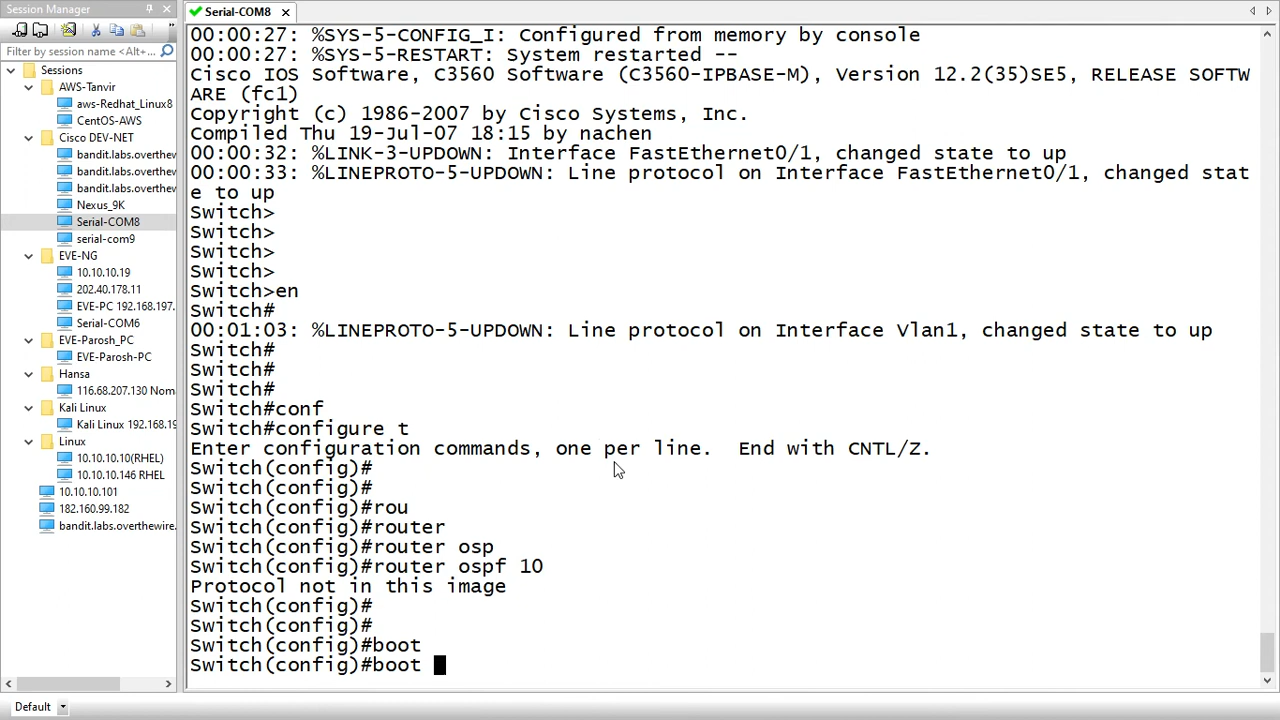 Session Manager
Filter by session name <Alt+...
Sessions
AWS-Tanvir
aws-Redhat_Linux8
CentOS-AWS
Cisco DEV-NET
bandit.labs.overthew
bandit.labs.overthew
bandit.labs.overthew
Nexus_9K
Serial-COM8
serial-com9
EVE-NG
10.10.10.19
202.40.178.11
EVE-PC 192.168.197.
Serial-COM6
EVE-Parosh_PC
EVE-Parosh-PC
Hansa
116.68.207.130 Nom
Kali Linux
Kali Linux 192.168.19
Linux
10.10.10.10(RHEL)
10.10.10.146 RHEL
10.10.10.101
182.160.99.182
bandit.labs.overthewire.
Default
Serial-COM8
00:00:27: %SYS-5-CONFIG_I: Configured from memory by console
00:00:27: %SYS-5-RESTART: System restarted --
Cisco IOS Software, C3560 Software (C3560-IPBASE-M), Version 12.2(35)SE5, RELEASE SOFTW
ARE (fc1)
Copyright (c) 1986-2007 by Cisco Systems, Inc.
Compiled Thu 19-Jul-07 18:15 by nachen
00:00:32: %LINK-3-UPDOWN: Interface FastEthernet0/1, changed state to up
00:00:33: %LINEPROTO-5-UPDOWN: Line protocol on Interface FastEthernet0/1, changed stat
e to up
Switch>
Switch>
Switch>
Switch>
Switch>en
Switch#
00:01:03: %LINEPROTO-5-UPDOWN: Line protocol on Interface Vlan1, changed state to up
Switch#
Switch#
Switch#
Switch#conf
Switch#configure t
Enter configuration commands, one per line.  End with CNTL/Z.
Switch(config)#
Switch(config)#
Switch(config)#rou
Switch(config)#router
Switch(config)#router osp
Switch(config)#router ospf 10
Protocol not in this image
Switch(config)#
Switch(config)#
Switch(config)#boot
Switch(config)#boot